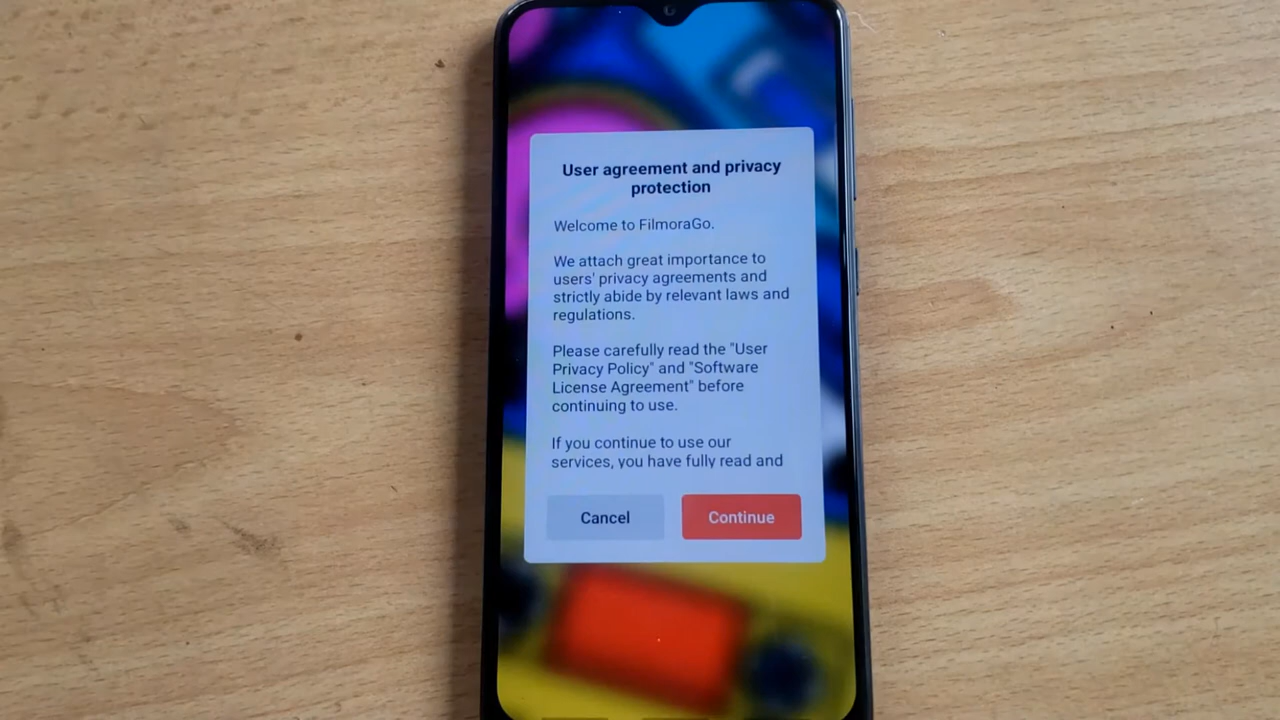 User agreement and privacy
protection
Welcome to FilmoraGo.
We attach great importance to
users' privacy agreements and
strictly abide by relevant laws and
regulations.
Please carefully read the "User
Privacy Policy" and "Software
License Agreement" before
continuing to use.
If you continue to use our
services, you have fully read and
Cancel
Continue